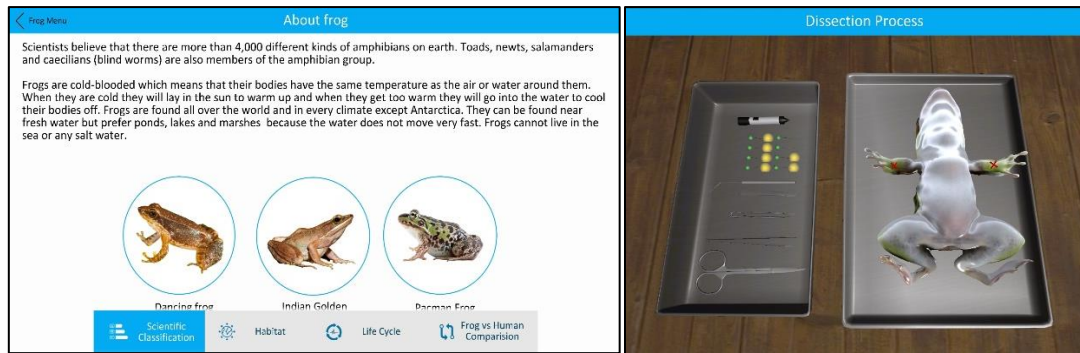 Frog Menu
About frog
Scientists believe that there are more than 4,000 different kinds of amphibians on earth. Toads, newts, salamanders
and caecilians (blind worms) are also members of the amphibian group.
Frogs are cold-blooded which means that their bodies have the same temperature as the air or water around them.
When they are cold they will lay in the sun to warm up and when they get too warm they will go into the water to cool
their bodies off. Frogs are found all over the world and in every climate except Antarctica. They can be found near
fresh water but prefer ponds, lakes and marshes because the water does not move very fast. Frogs cannot live in the
sea or any salt water.
Dancing frog
Indian Golden
Pacman Frog
Scientific
Classification
Habitat
Life Cycle
Frog vs Human
Comparision
Dissection Process